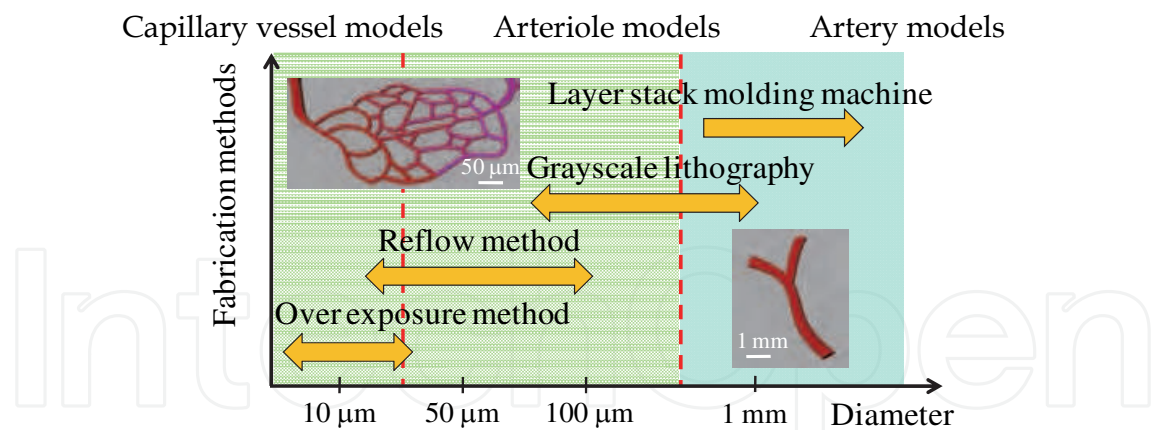 Capillary vessel models Arteriole models Artery models
Fabrication methods
Layer stack molding machine
50 µm
Grayscale lithography
Reflow method
Over exposure method
1 mm
10 µm 50 µm 100 µm 1 mm Diameter
IntechOpen